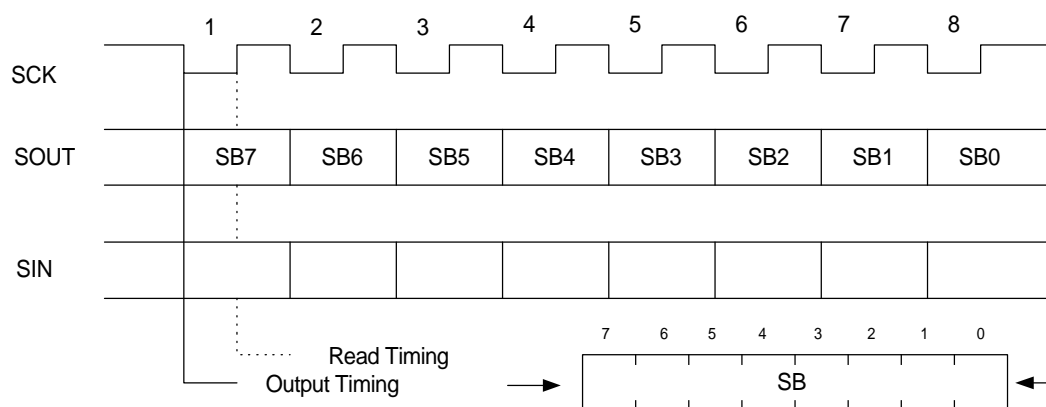 1 2 3 4 5 6 7 8
SCK
SOUT SB7 SB6 SB5 SB4 SB3 SB2 SB1 SB0
SIN
7 6 5 4 3 2 1 0
Read Timing
Output Timing SB